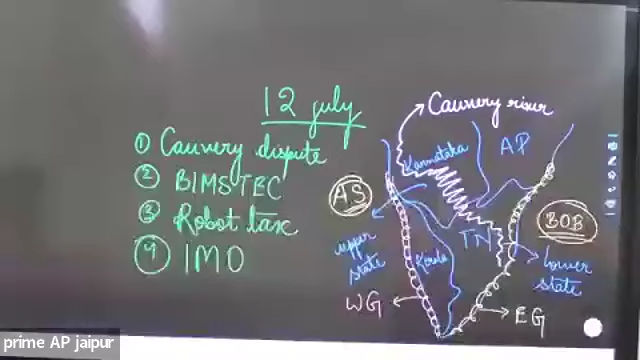 12 July
① Cauvery dispute
② BIMSTEC
③ Robot tax
④ IMO
Cauvery river
Karnataka
AP
AS
BOB
upper state
Kerala
TN
lower state
WG
EG
prime AP jaipur